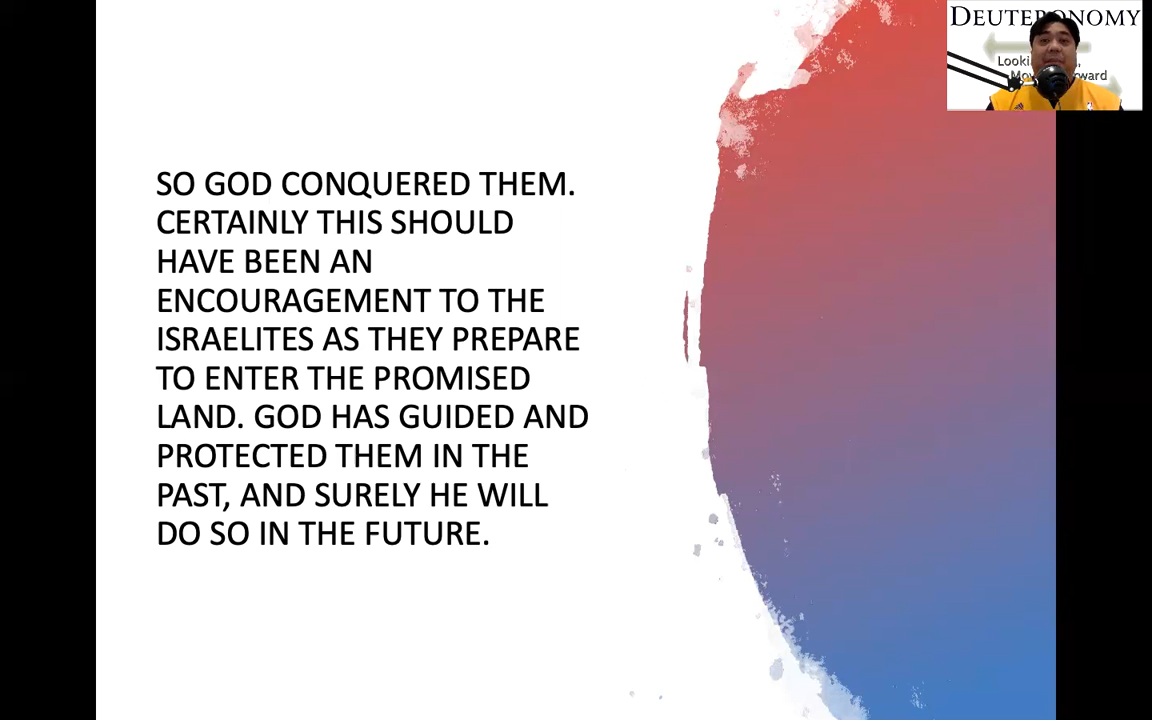 DEUTERONOMY
SO GOD CONQUERED THEM.
CERTAINLY THIS SHOULD
HAVE BEEN AN
ENCOURAGEMENT TO THE
ISRAELITES AS THEY PREPARE
TO ENTER THE PROMISED
LAND. GOD HAS GUIDED AND
PROTECTED THEM IN THE
PAST, AND SURELY HE WILL
DO SO IN THE FUTURE.